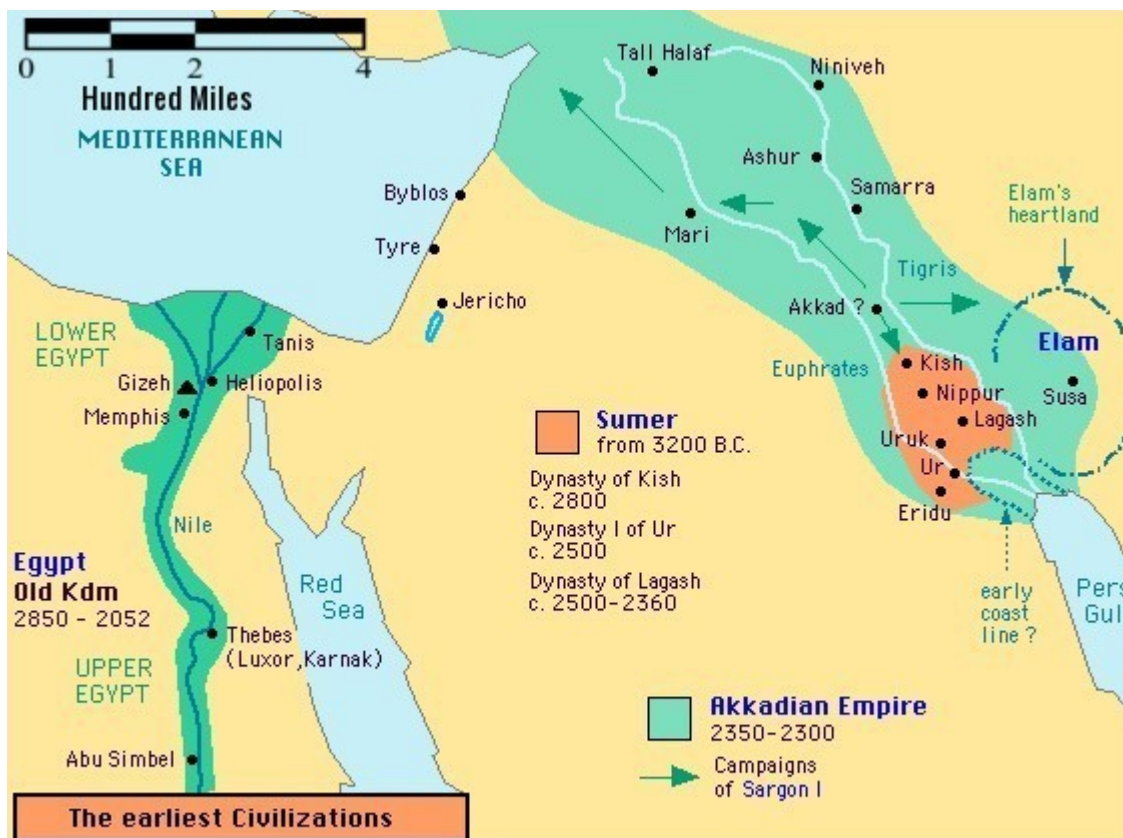 0 1 2 4
Hundred Miles
MEDITERRANEAN
SEA
Tall Halaf
Niniveh
Ashur
Samarra
Byblos
Mari
Elam's
heartland
Tyre
Tigris
Jericho
Akkad ?
LOWER
EGYPT
Tanis
Elam
Gizeh
Heliopolis
Euphrates
Kish
Susa
Memphis
Nippur
Sumer
from 3200 B.C.
Lagash
Uruk
Ur
Eridu
Dynasty of Kish
c. 2800
Dynasty I of Ur
c. 2500
Dynasty of Lagash
c. 2500-2360
Nile
Egypt
Old Kdm
2850 - 2052
Red
Sea
early
coast
line ?
Pers
Gul
Thebes
(Luxor,Karnak)
UPPER
EGYPT
Akkadian Empire
2350-2300
Abu Simbel
Campaigns
of Sargon I
The earliest Civilizations